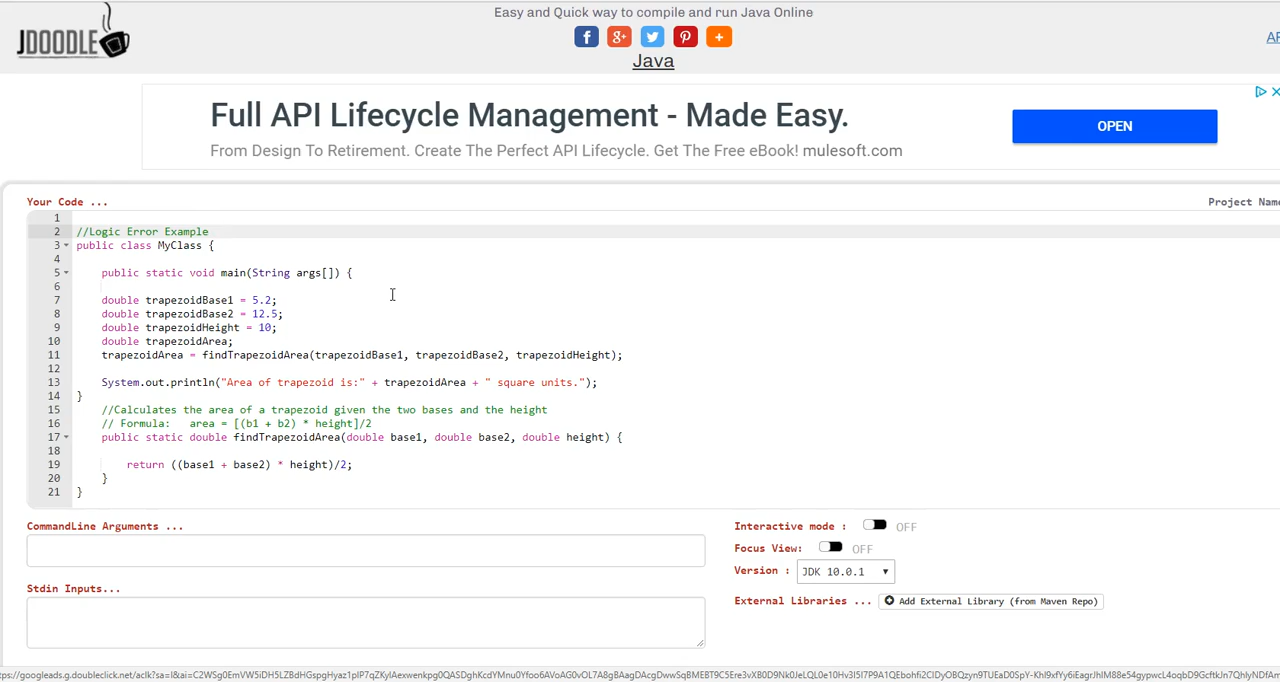 JDOODLE
Easy and Quick way to compile and run Java Online
Java
Full API Lifecycle Management - Made Easy.
From Design To Retirement. Create The Perfect API Lifecycle. Get The Free eBook! mulesoft.com
OPEN
Your Code ...
Project Name
1
2 //Logic Error Example
3 public class MyClass {
4
5 public static void main(String args[]) {
6
7 double trapezoidBase1 = 5.2;
8 double trapezoidBase2 = 12.5;
9 double trapezoidHeight = 10;
10 double trapezoidArea;
11 trapezoidArea = findTrapezoidArea(trapezoidBase1, trapezoidBase2, trapezoidHeight);
12
13 System.out.println("Area of trapezoid is:" + trapezoidArea + " square units.");
14 }
15 //Calculates the area of a trapezoid given the two bases and the height
16 // Formula: area = [(b1 + b2) * height]/2
17 public static double findTrapezoidArea(double base1, double base2, double height) {
18
19 return ((base1 + base2) * height)/2;
20 }
21 }
CommandLine Arguments ...
Interactive mode : OFF
Focus View: OFF
Version : JDK 10.0.1
Stdin Inputs...
External Libraries ... Add External Library (from Maven Repo)